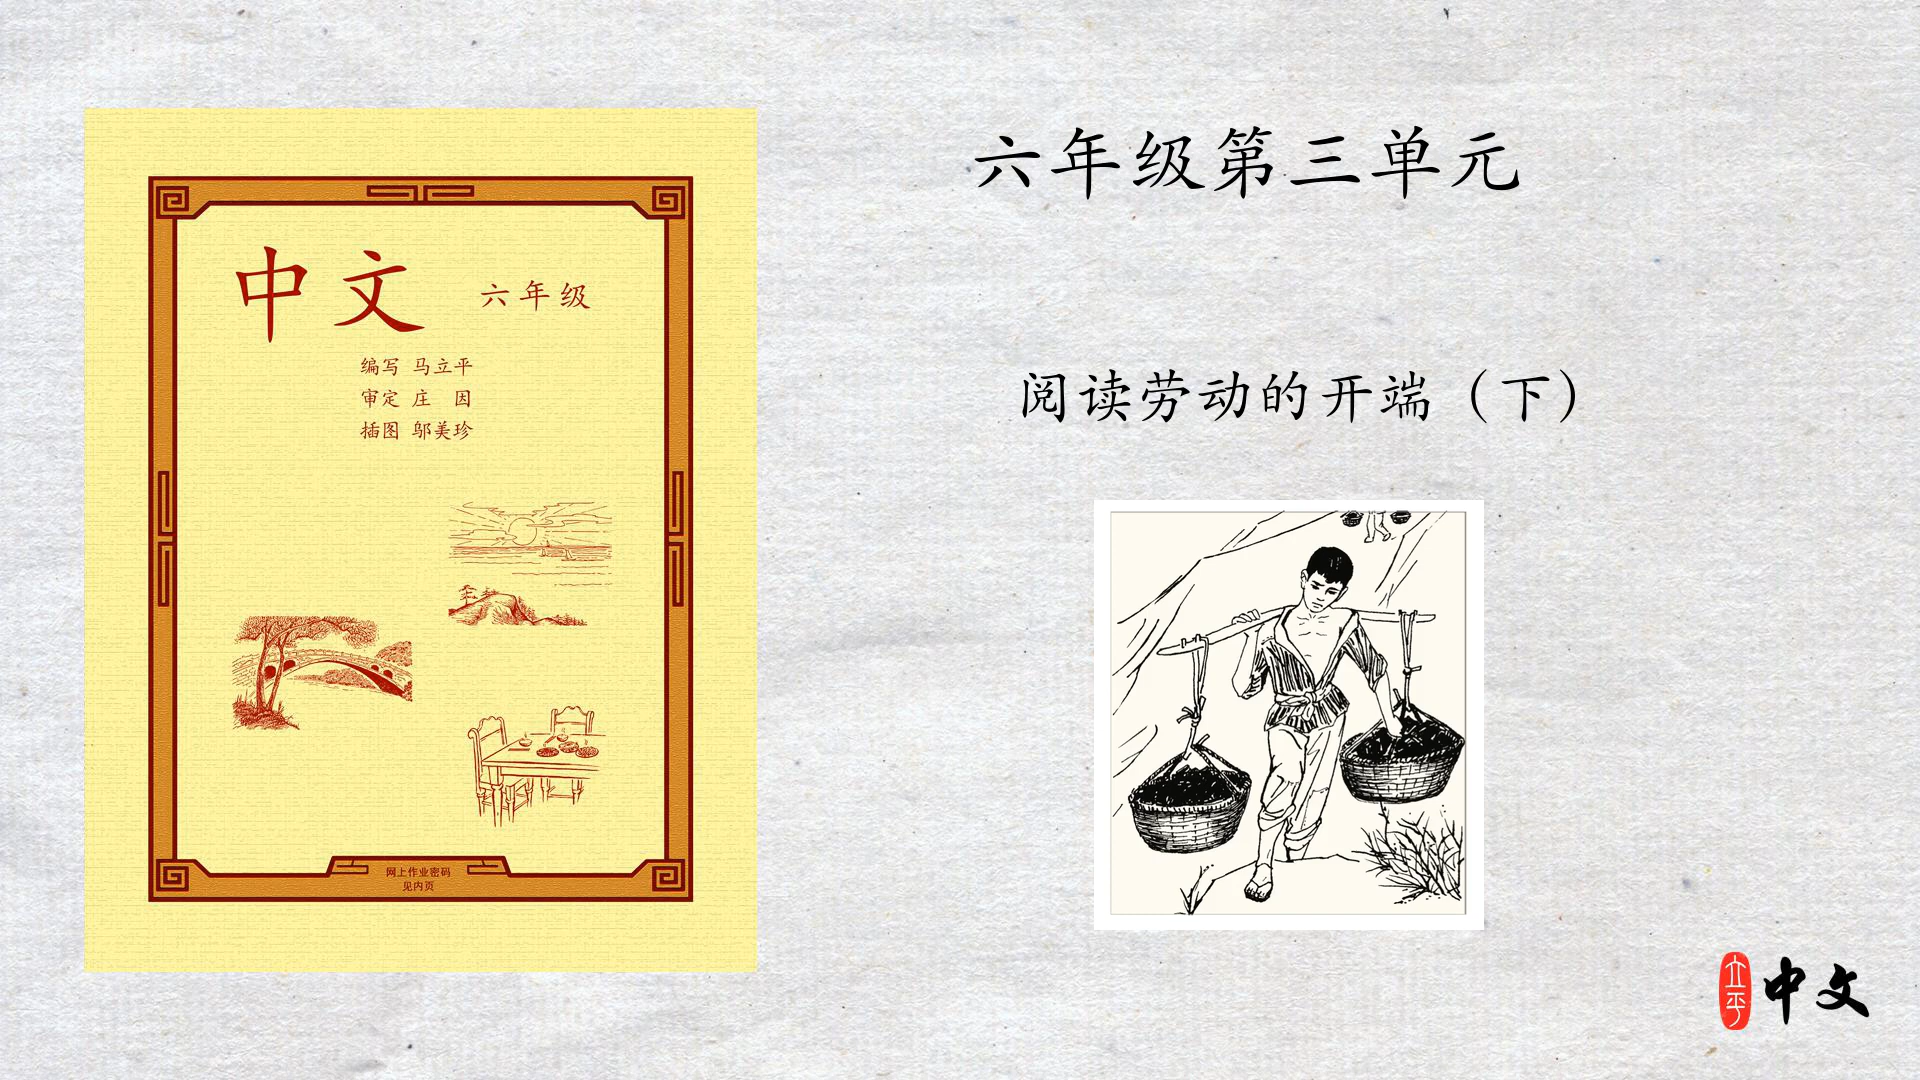 中文 六年级
编写 马立平
审定 庄 因
插图 邬美珍
网上作业密码
见内页
六年级第三单元
阅读劳动的开端（下）
立平
中文